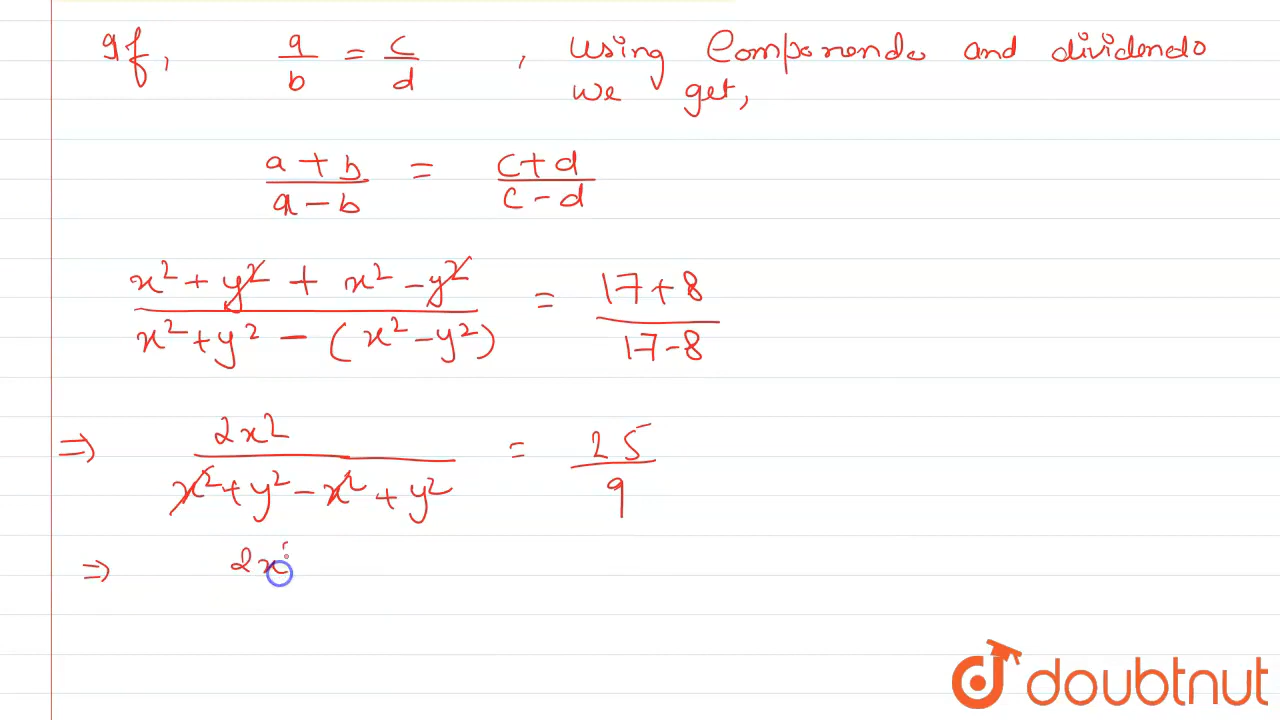 If, a/b = c/d , using Componendo and dividendo
we get,
a + b / a - b = c + d / c - d
x² + y² + x² - y² / x² + y² - (x² - y²) = 17 + 8 / 17 - 8
⇒ 2x² / x² + y² - x² + y² = 25 / 9
⇒ 2x
doubtnut